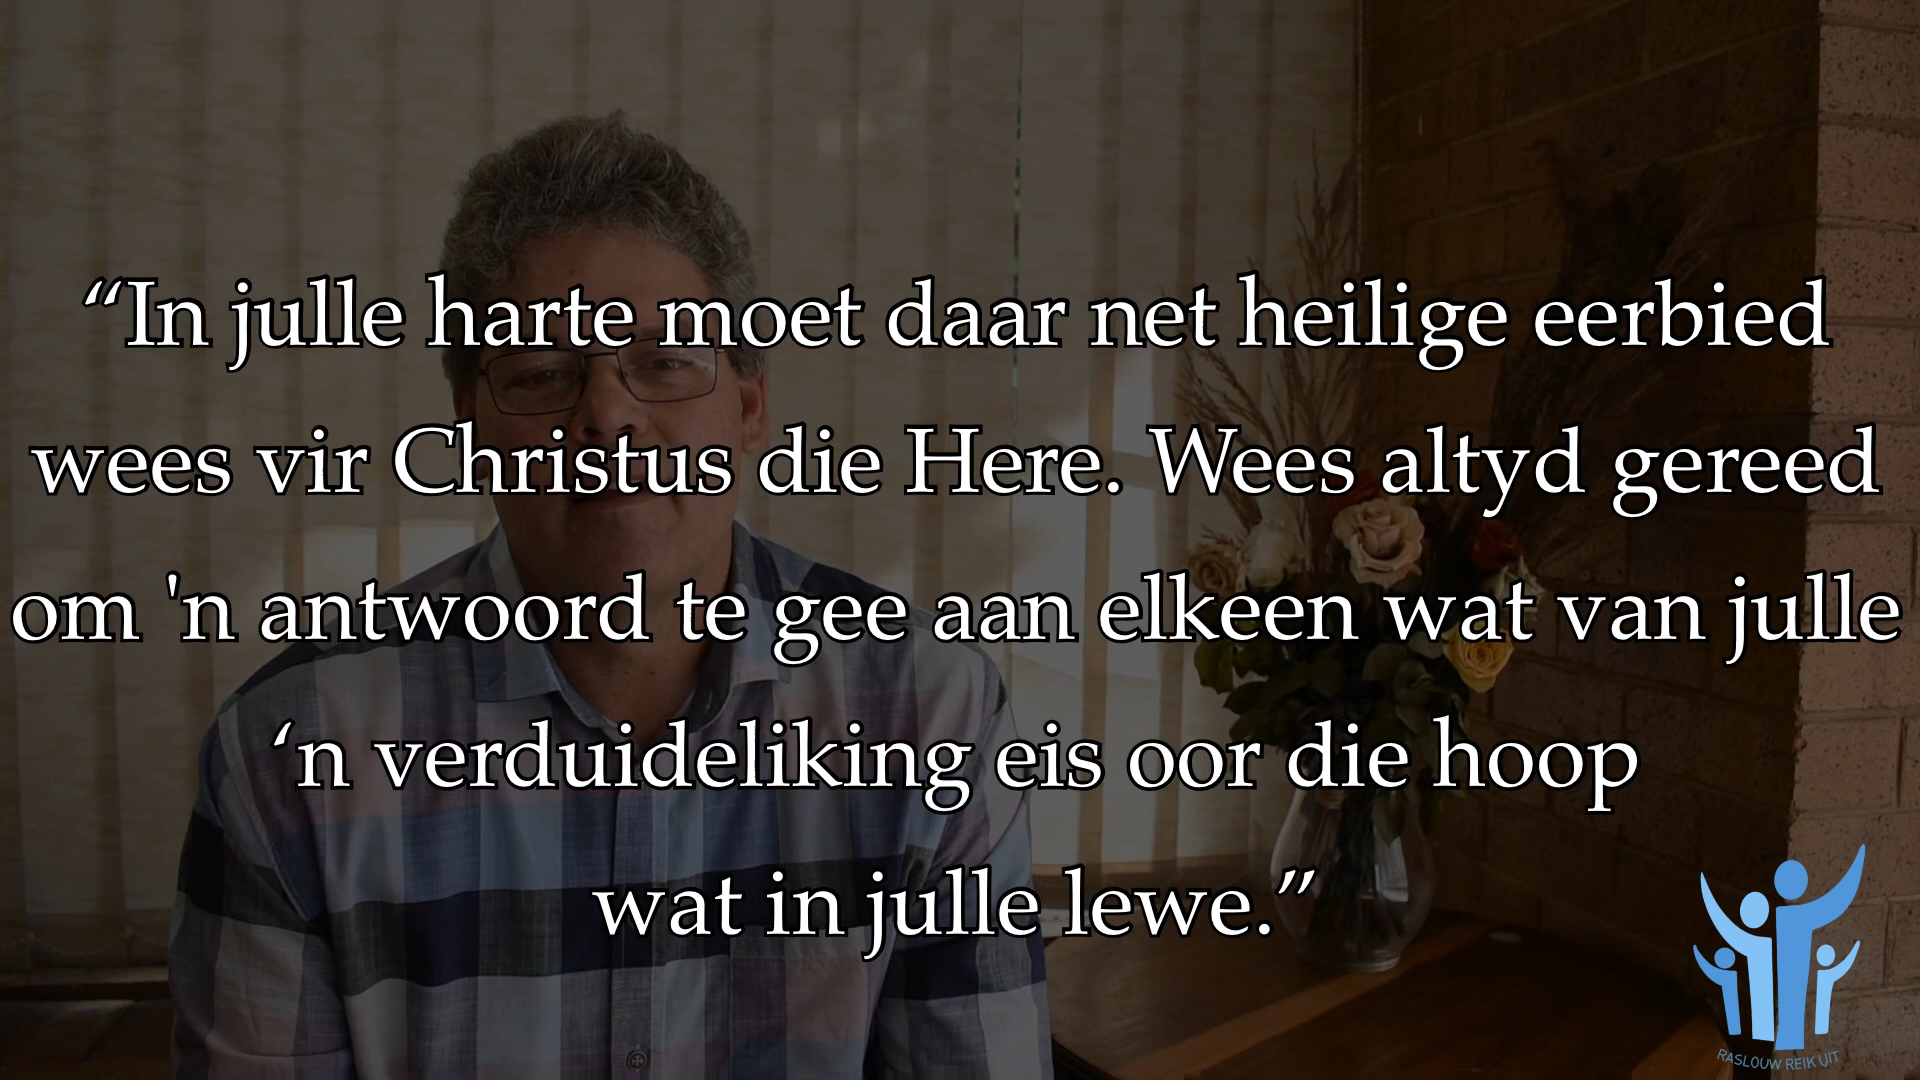 “In julle harte moet daar net heilige eerbied
wees vir Christus die Here. Wees altyd gereed
om 'n antwoord te gee aan elkeen wat van julle
‘n verduideliking eis oor die hoop
wat in julle lewe.”
RASLOUW REIK UIT